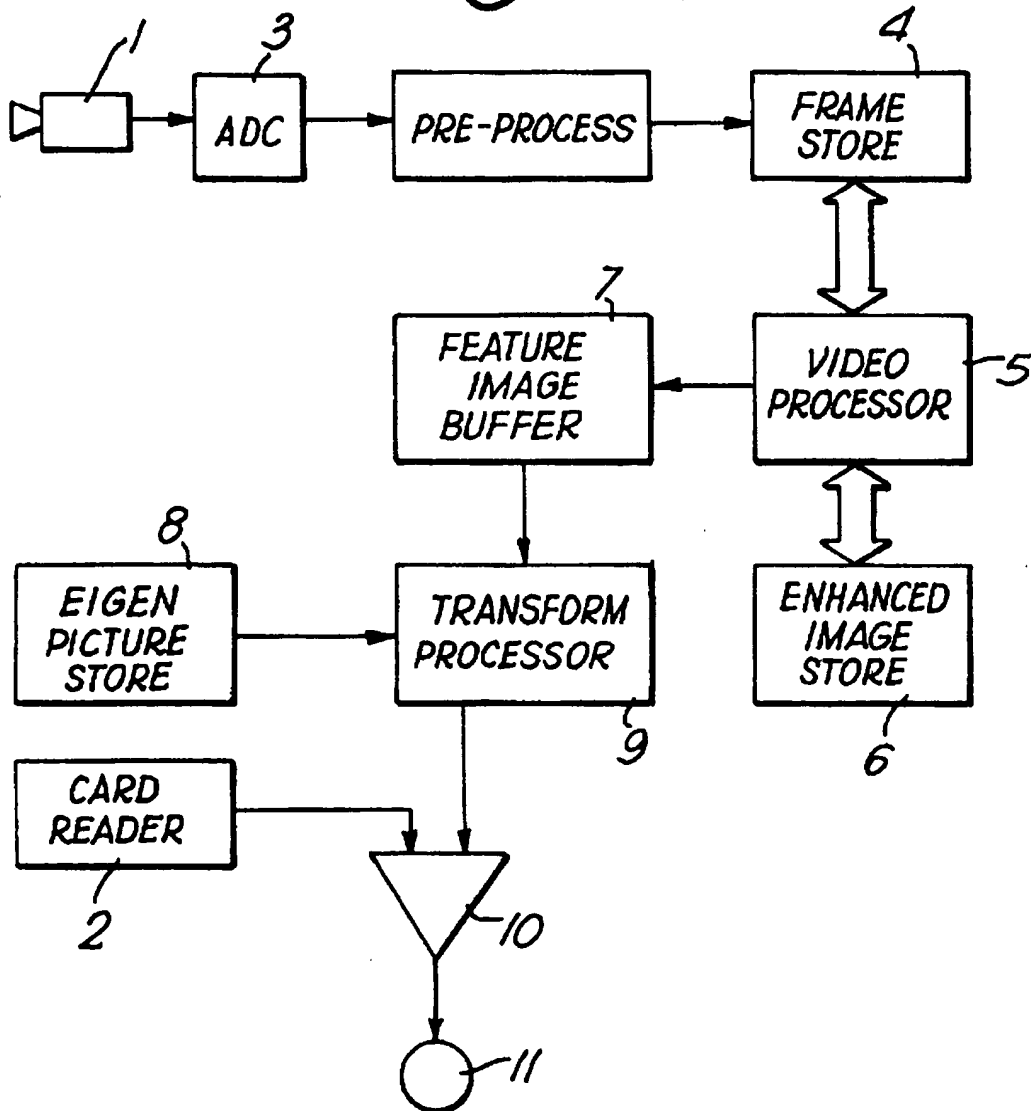 1
3
4
ADC
PRE-PROCESS
FRAME
STORE
7
FEATURE
IMAGE
BUFFER
VIDEO
PROCESSOR
5
8
EIGEN
PICTURE
STORE
TRANSFORM
PROCESSOR
9
ENHANCED
IMAGE
STORE
6
CARD
READER
2
10
11